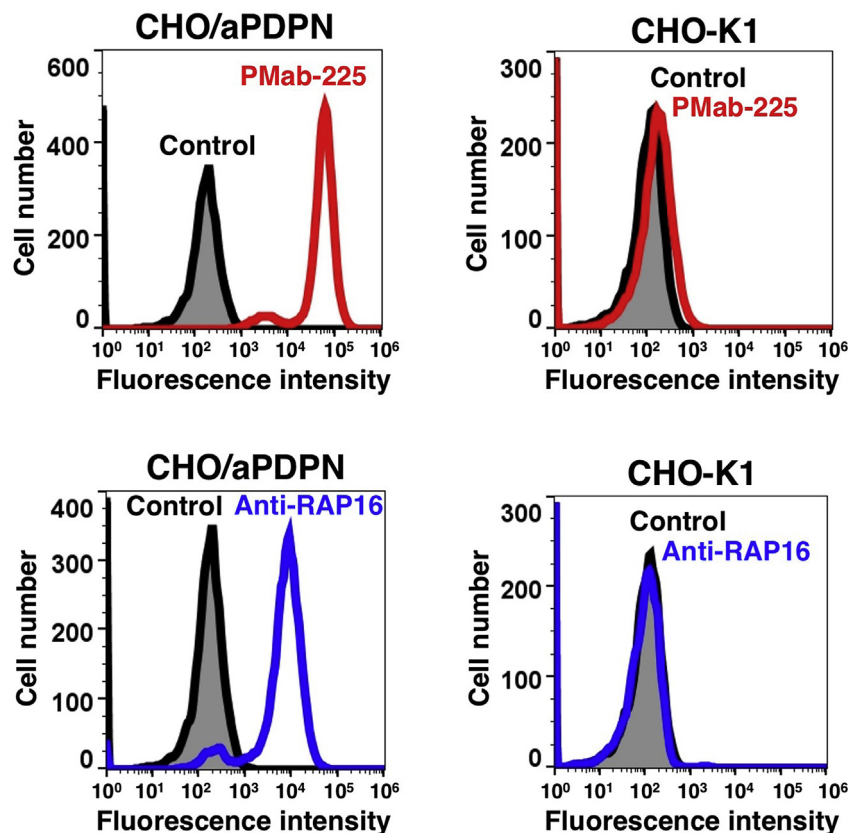 CHO/aPDPN
CHO-K1
600
400
200
0
Cell number
PMab-225
Control
10⁰ 10¹ 10² 10³ 10⁴ 10⁵ 10⁶
Fluorescence intensity
300
200
100
0
Cell number
Control
PMab-225
10⁰ 10¹ 10² 10³ 10⁴ 10⁵ 10⁶
Fluorescence intensity
CHO/aPDPN
CHO-K1
400
300
200
100
0
Cell number
Control Anti-RAP16
10⁰ 10¹ 10² 10³ 10⁴ 10⁵ 10⁶
Fluorescence intensity
300
200
100
0
Cell number
Control
Anti-RAP16
10⁰ 10¹ 10² 10³ 10⁴ 10⁵ 10⁶
Fluorescence intensity